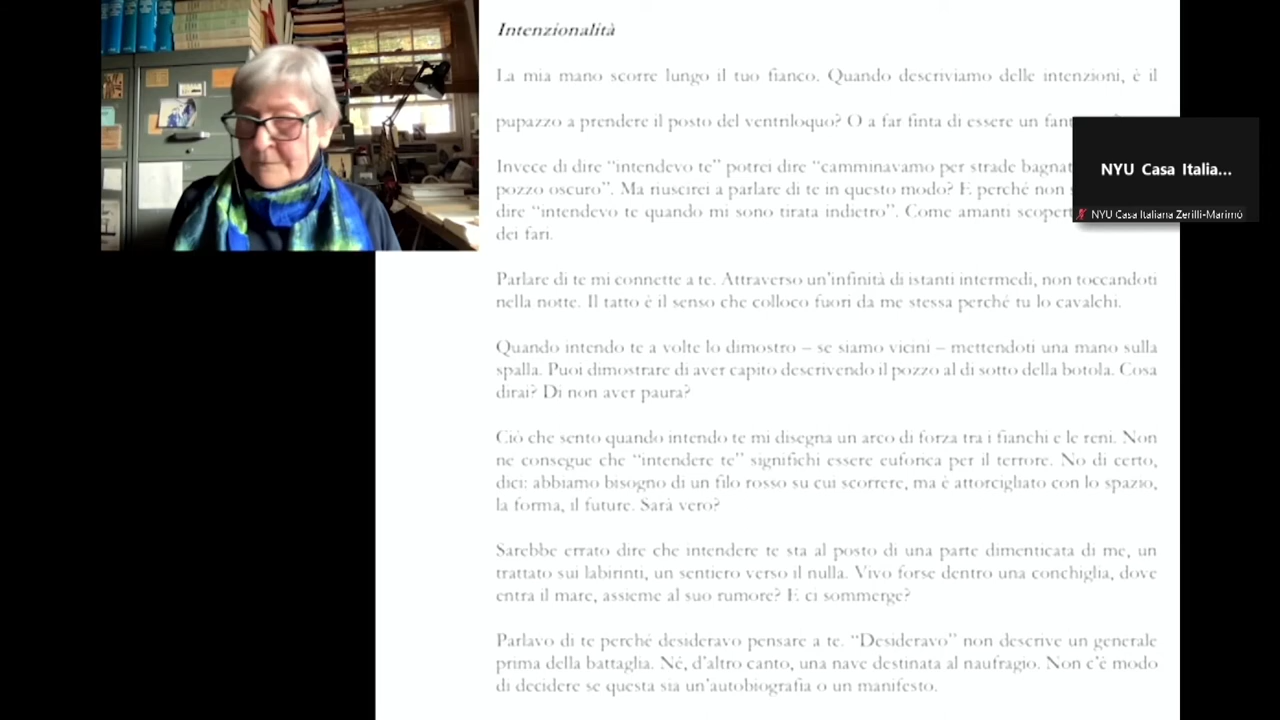 Intenzionalità
La mia mano scorre lungo il tuo fianco. Quando descriviamo delle intenzioni, è il
pupazzo a prendere il posto del ventriloquo? O a far finta di essere un
Invece di dire “intendevo te” potrei dire “camminavamo per strade
pozzo oscuro”. Ma riuscirei a parlare di te in questo modo? E perché non
dire “intendevo te quando mi sono tirata indietro”. Come amanti
dei fari.
Parlare di te mi connette a te. Attraverso un’infinità di istanti intermedi, non toccandoti
nella notte. Il tatto è il senso che colloco fuori da me stessa perché tu lo cavalchi.
Quando intendo te a volte lo dimostro – se siamo vicini – mettendoti una mano sulla
spalla. Puoi dimostrare di aver capito descrivendo il pozzo al di sotto della botola. Cosa
dirai? Di non aver paura?
Ciò che sento quando intendo te mi disegna un arco di forza tra i fianchi e le reni. Non
ne consegue che “intendere te” significhi essere euforica per il terrore. No di certo,
dici: abbiamo bisogno di un filo rosso su cui scorrere, ma è attorcigliato con lo spazio,
la forma, il future. Sarà vero?
Sarebbe errato dire che intendere te sta al posto di una parte dimenticata di me, un
trattato sui labirinti, un sentiero verso il nulla. Vivo forse dentro una conchiglia, dove
entra il mare, assieme al suo rumore? E ci sommerge?
Parlavo di te perché desideravo pensare a te. “Desideravo” non descrive un generale
prima della battaglia. Né, d’altro canto, una nave destinata al naufragio. Non c’è modo
di decidere se questa sia un’autobiografia o un manifesto.
NYU Casa Italia...
NYU Casa Italiana Zerilli-Marimò